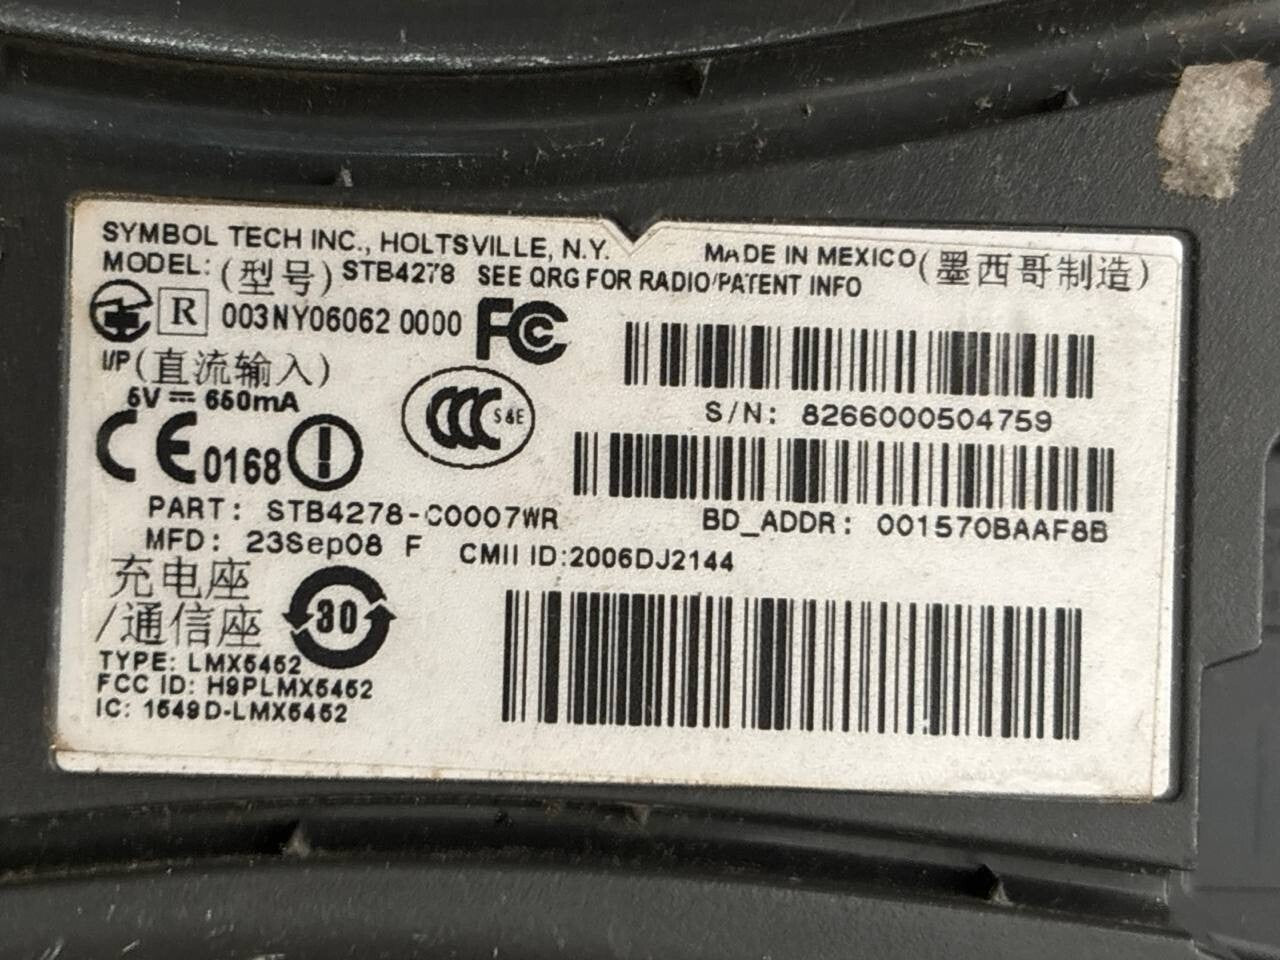 SYMBOL TECH INC., HOLTSVILLE, N.Y. MADE IN MEXICO (墨西哥制造)
MODEL: (型号) STB4278 SEE QRG FOR RADIO/PATENT INFO
R 003NY06062 0000 FC
I/P (直流输入)
5V ⎓ 650mA
CCC S&E
S/N: 8266000504759
CE 0168
PART: STB4278-C0007WR
BD_ADDR: 001570BAAF8B
MFD: 23Sep08 F CMII ID:2006DJ2144
充电座
/通信座
30
TYPE: LMX5452
FCC ID: H9PLMX5452
IC: 1549D-LMX5452